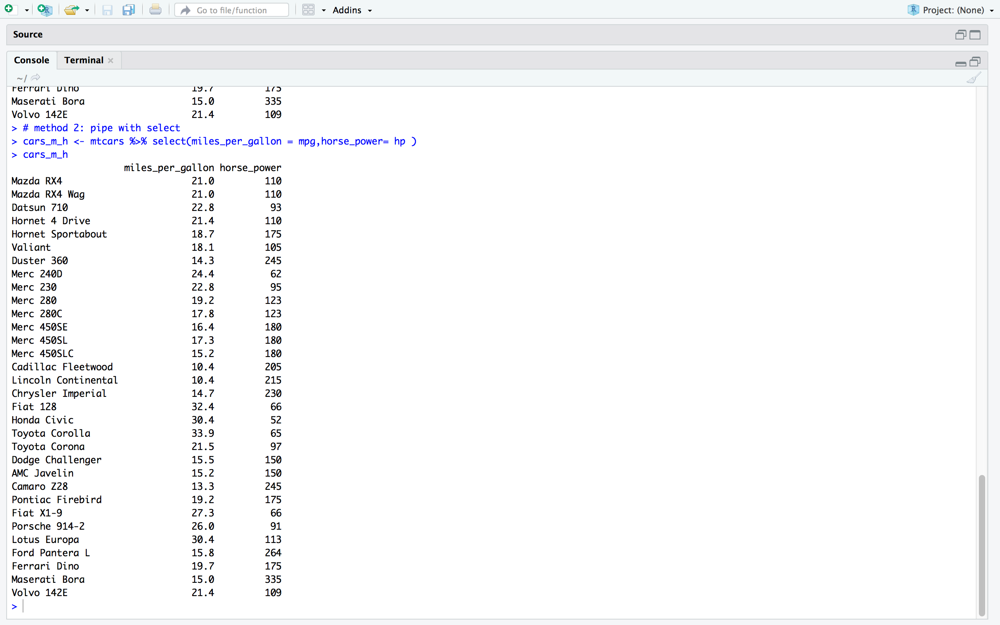 Go to file/function Addins Project: (None)
Source
Console Terminal
~/
Ferrari Dino 19.7 175
Maserati Bora 15.0 335
Volvo 142E 21.4 109
> # method 2: pipe with select
> cars_m_h <- mtcars %>% select(miles_per_gallon = mpg,horse_power= hp )
> cars_m_h
miles_per_gallon horse_power
Mazda RX4 21.0 110
Mazda RX4 Wag 21.0 110
Datsun 710 22.8 93
Hornet 4 Drive 21.4 110
Hornet Sportabout 18.7 175
Valiant 18.1 105
Duster 360 14.3 245
Merc 240D 24.4 62
Merc 230 22.8 95
Merc 280 19.2 123
Merc 280C 17.8 123
Merc 450SE 16.4 180
Merc 450SL 17.3 180
Merc 450SLC 15.2 180
Cadillac Fleetwood 10.4 205
Lincoln Continental 10.4 215
Chrysler Imperial 14.7 230
Fiat 128 32.4 66
Honda Civic 30.4 52
Toyota Corolla 33.9 65
Toyota Corona 21.5 97
Dodge Challenger 15.5 150
AMC Javelin 15.2 150
Camaro Z28 13.3 245
Pontiac Firebird 19.2 175
Fiat X1-9 27.3 66
Porsche 914-2 26.0 91
Lotus Europa 30.4 113
Ford Pantera L 15.8 264
Ferrari Dino 19.7 175
Maserati Bora 15.0 335
Volvo 142E 21.4 109
>